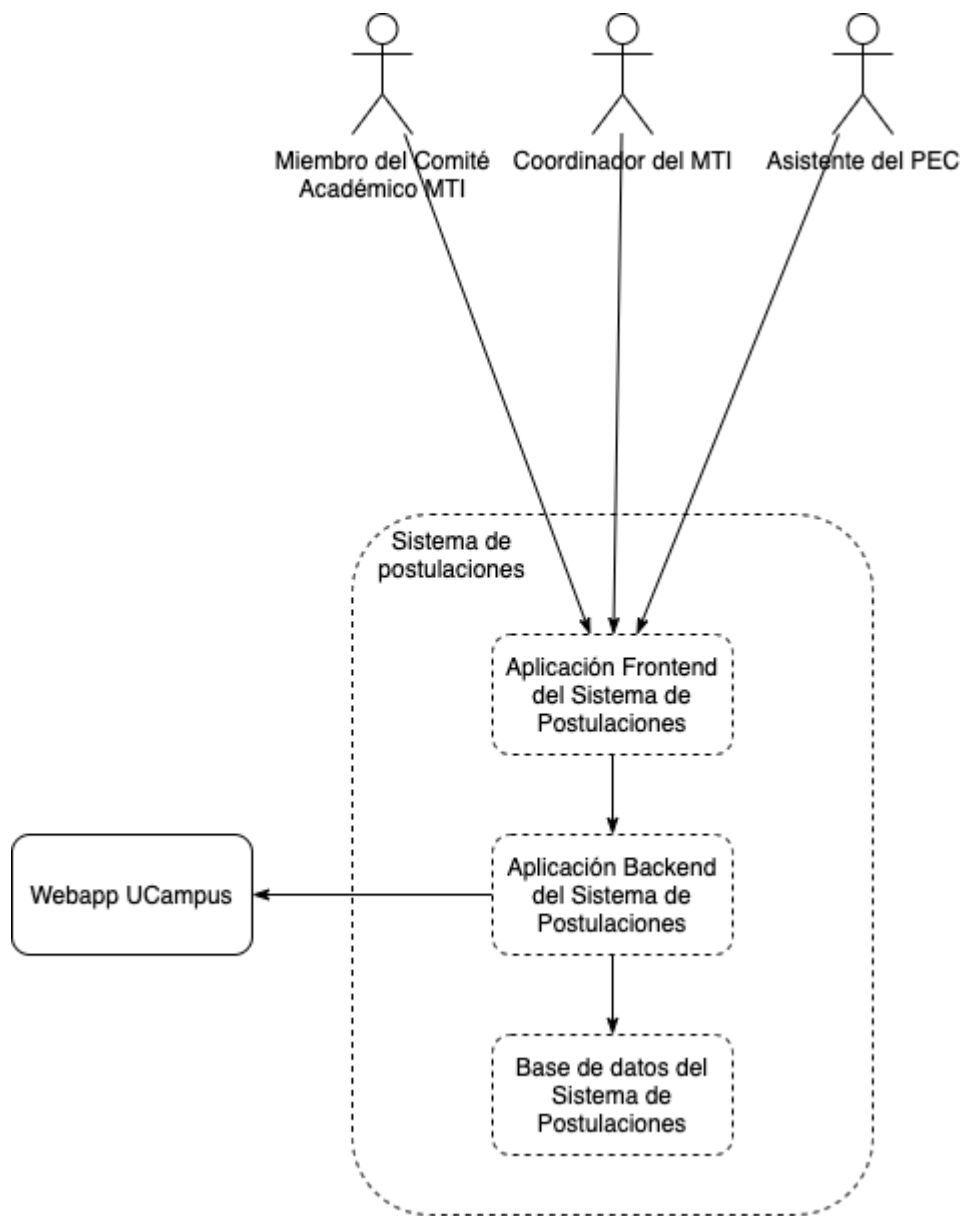 Miembro del Comité
Académico MTI
Coordinador del MTI
Asistente del PEC
Sistema de
postulaciones
Aplicación Frontend
del Sistema de
Postulaciones
Webapp UCampus
Aplicación Backend
del Sistema de
Postulaciones
Base de datos del
Sistema de
Postulaciones